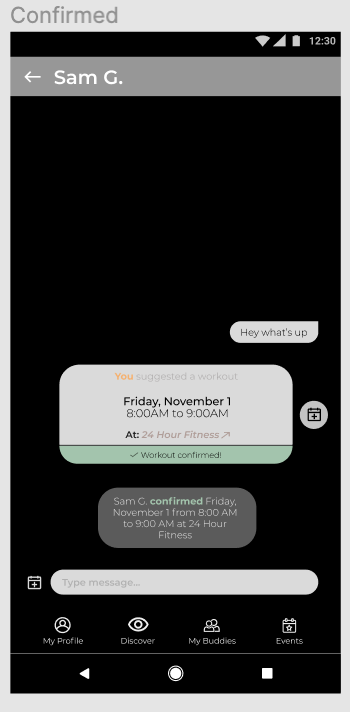 Confirmed
12:30
Sam G.
Hey what's up
You suggested a workout
Friday, November 1
8:00AM to 9:00AM
At: 24 Hour Fitness
Workout confirmed!
Sam G. confirmed Friday,
November 1 from 8:00 AM
to 9:00 AM at 24 Hour
Fitness
Type message...
My Profile
Discover
My Buddies
Events